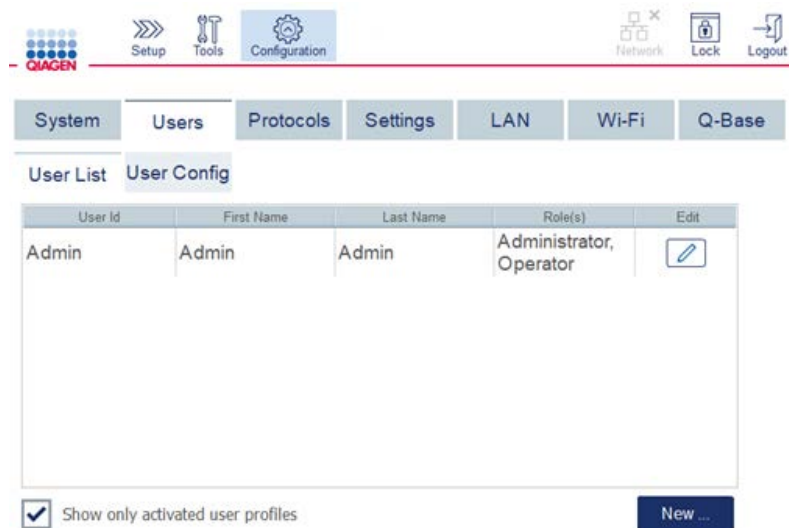 QIAGEN
Setup Tools Configuration Network Lock Logout
System Users Protocols Settings LAN Wi-Fi Q-Base
User List User Config
User Id First Name Last Name Role(s) Edit
Admin Admin Admin Administrator,
Operator
Show only activated user profiles New ...